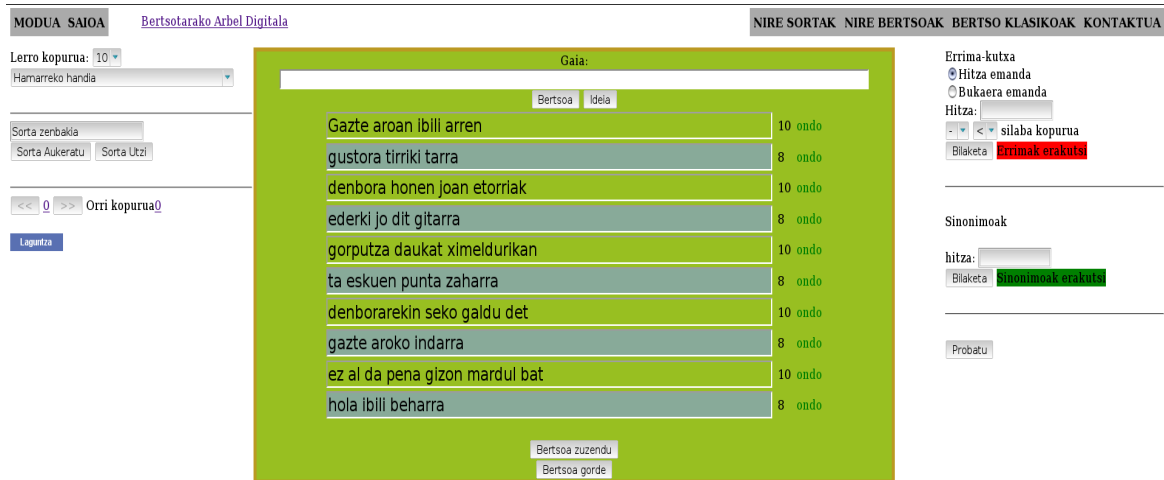 MODUA SAIOA
Bertsotarako Arbel Digitala
NIRE SORTAK NIRE BERTSOAK BERTSO KLASIKOAK KONTAKTUA
Lerro kopurua: 10
Hamarreko handia
Sorta zenbakia
Sorta Aukeratu Sorta Utzi
<< 0 >> Orri kopurua0
Laguntza
Gaia:
Bertsoa Ideia
Gazte aroan ibili arren 10 ondo
gustora tirriki tarra 8 ondo
denbora honen joan etorriak 10 ondo
ederki jo dit gitarra 8 ondo
gorputza daukat ximeldurikan 10 ondo
ta eskuen punta zaharra 8 ondo
denborarekin seko galdu det 10 ondo
gazte aroko indarra 8 ondo
ez al da pena gizon mardul bat 10 ondo
hola ibili beharra 8 ondo
Bertsoa zuzendu
Bertsoa gorde
Errima-kutxa
Hitza emanda
Bukaera emanda
Hitza:
- < silaba kopurua
Bilaketa Errimak erakutsi
Sinonimoak
hitza:
Bilaketa Sinonimoak erakutsi
Probatu